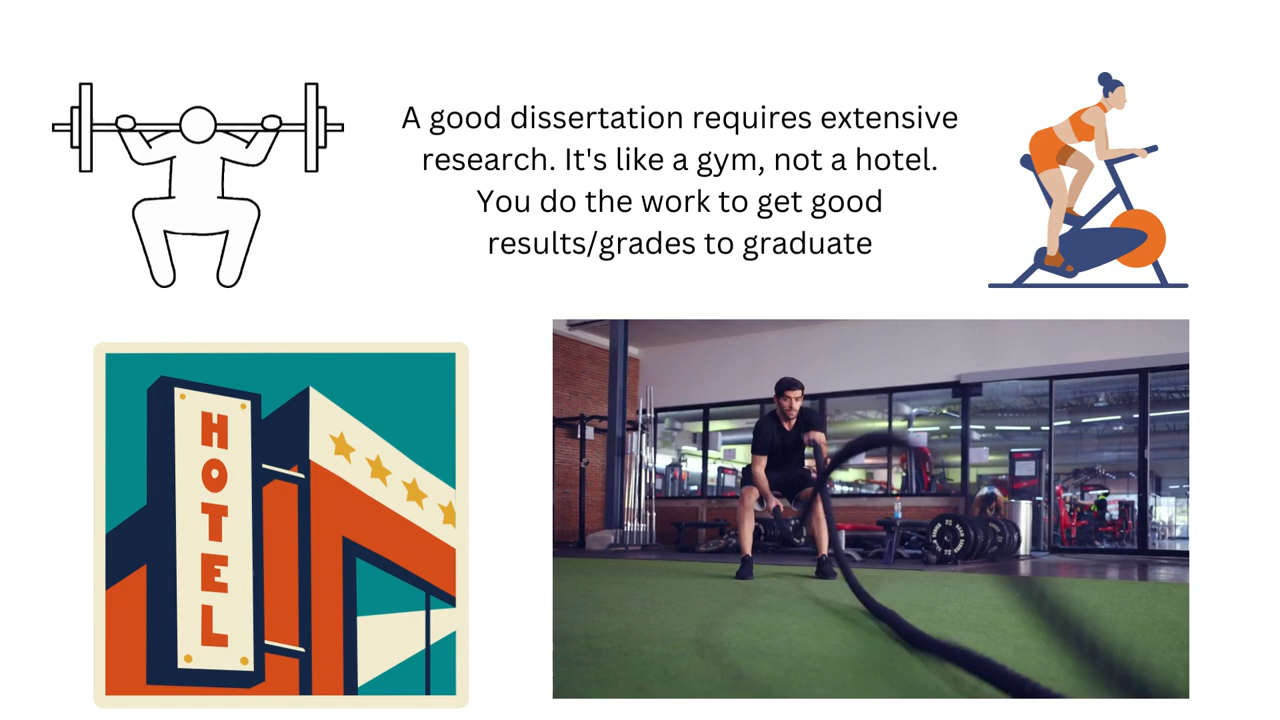 A good dissertation requires extensive
research. It's like a gym, not a hotel.
You do the work to get good
results/grades to graduate
HOTEL